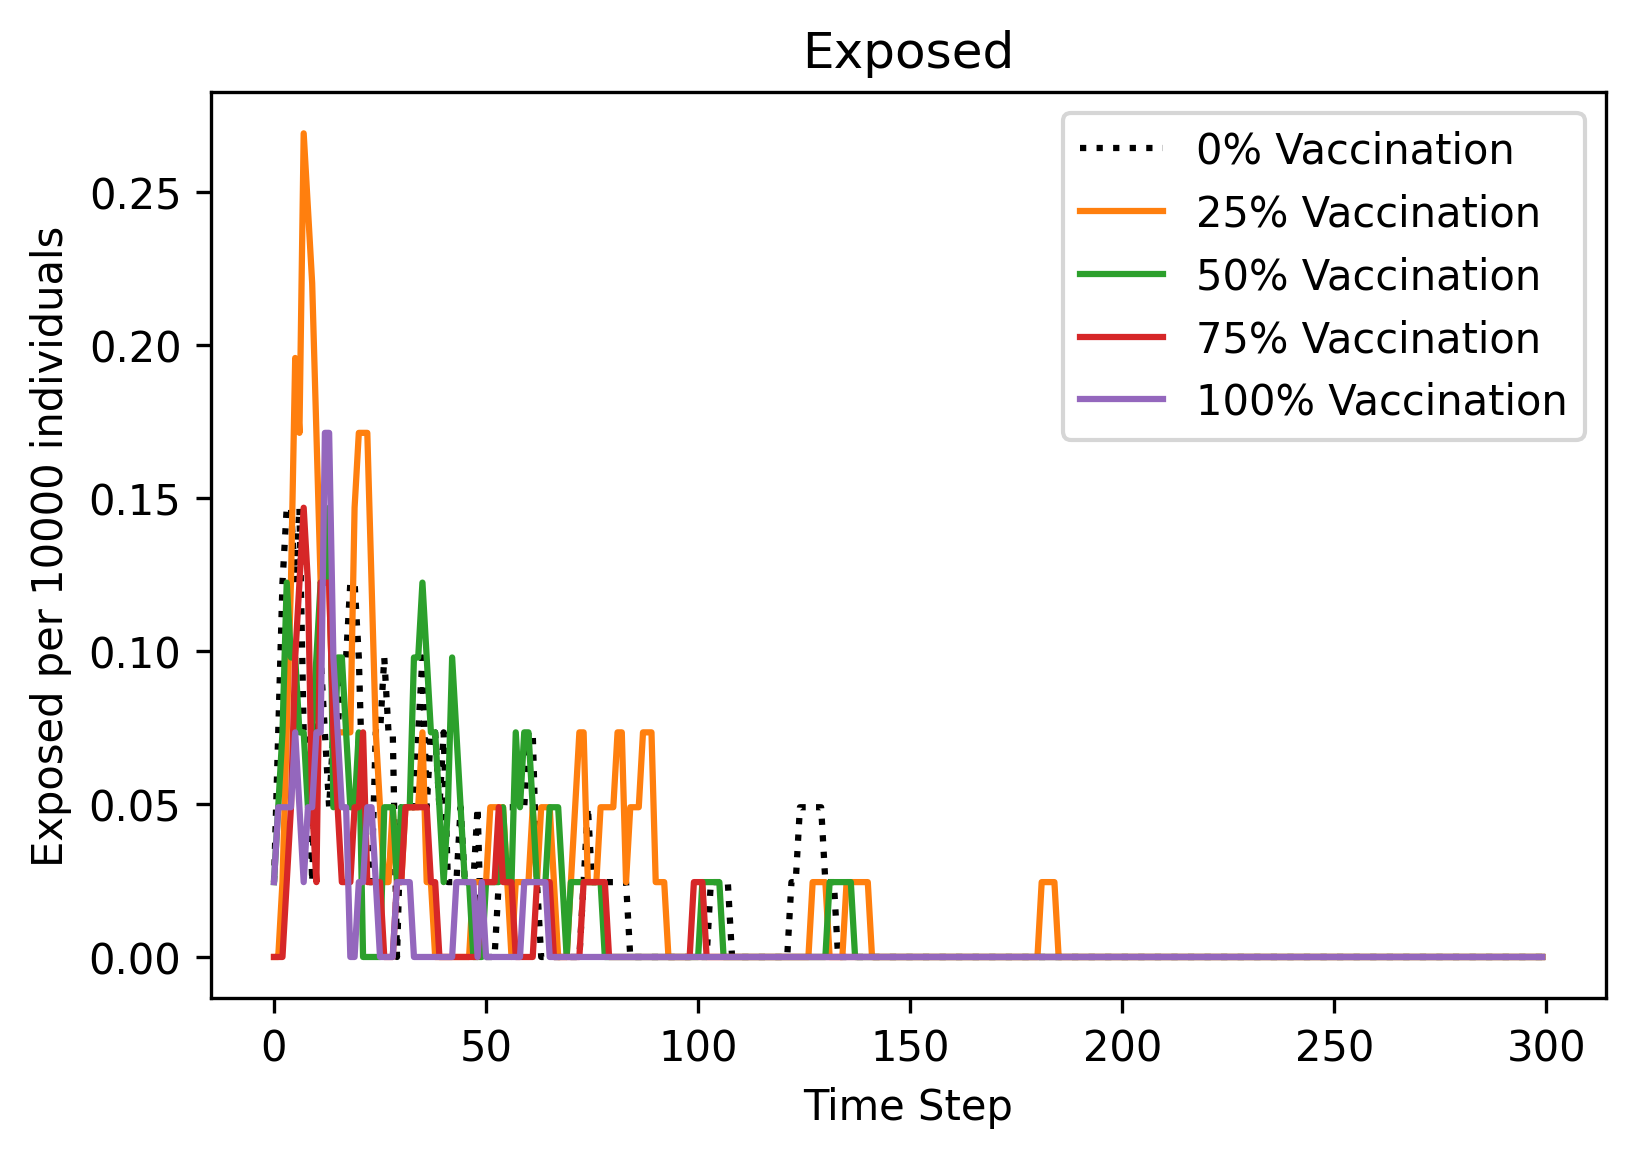 Exposed
0% Vaccination
25% Vaccination
50% Vaccination
75% Vaccination
100% Vaccination
Exposed per 10000 individuals
0.25
0.20
0.15
0.10
0.05
0.00
0 50 100 150 200 250 300
Time Step